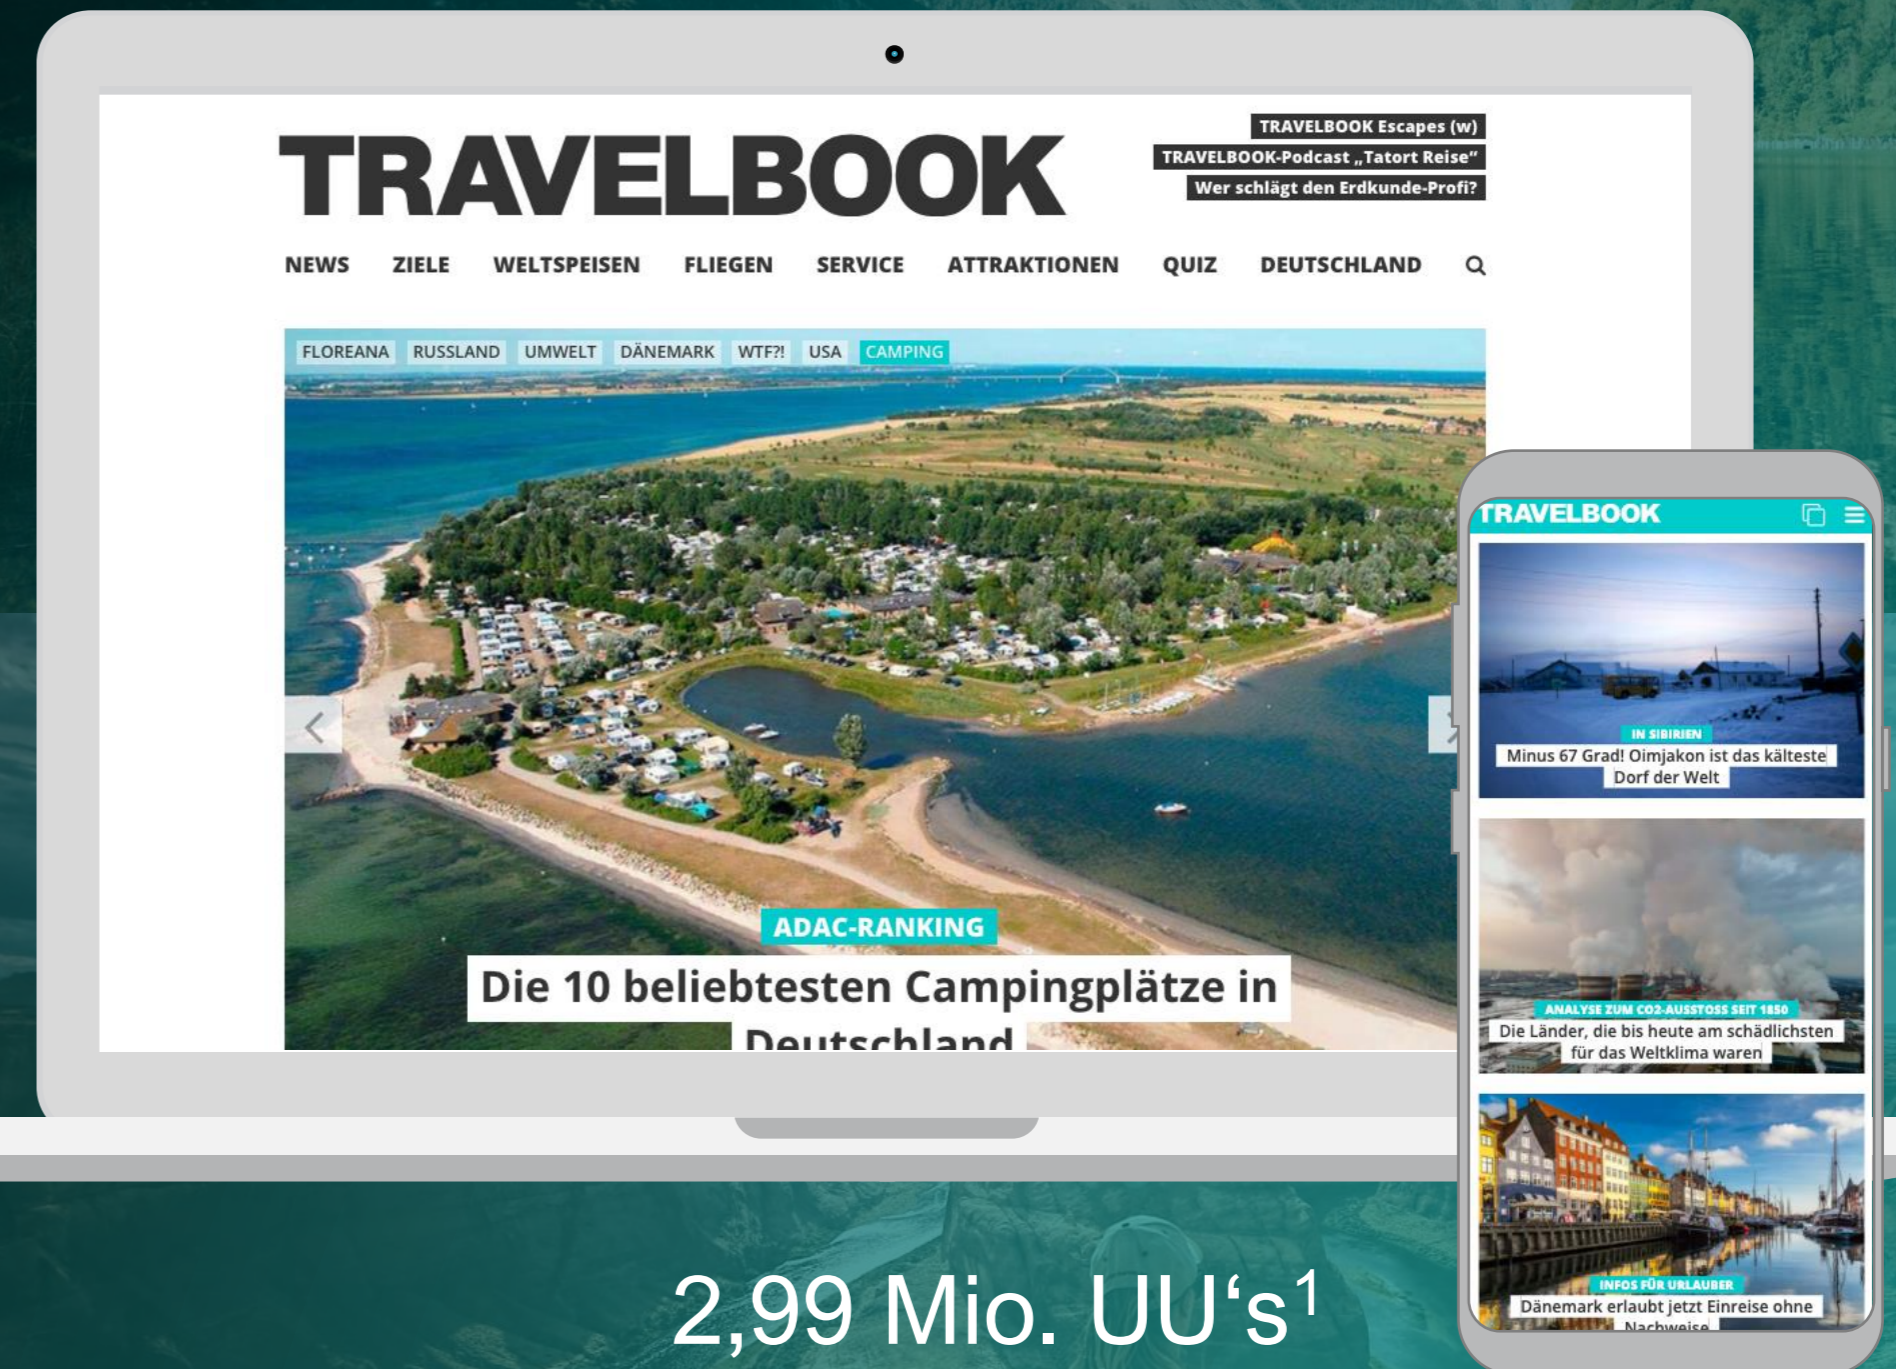 TRAVELBOOK
TRAVELBOOK Escapes (w)
TRAVELBOOK-Podcast „Tatort Reise“
Wer schlägt den Erdkunde-Profi?
NEWS ZIELE WELTSPEISEN FLIEGEN SERVICE ATTRAKTIONEN QUIZ DEUTSCHLAND
FLOREANA RUSSLAND UMWELT DÄNEMARK WTF?! USA CAMPING
ADAC-RANKING
Die 10 beliebtesten Campingplätze in
Deutschland
TRAVELBOOK
IN SIBIRIEN
Minus 67 Grad! Oimjakon ist das kälteste
Dorf der Welt
ANALYSE ZUM CO2-AUSSTOSS SEIT 1850
Die Länder, die bis heute am schädlichsten
für das Weltklima waren
INFOS FÜR URLAUBER
Dänemark erlaubt jetzt Einreise ohne
Nachweise
2,99 Mio. UU‘s¹